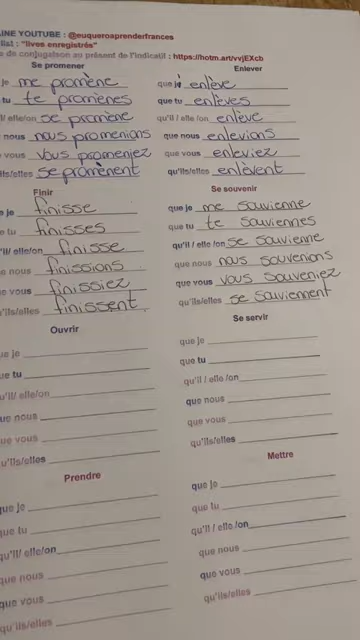 AINE YOUTUBE : @euqueroaprenderfrances
list : "lives enregistrés"
e de conjugaison au présent de l'indicatif : https://hotm.art/vvjEXcb
Se promener
je me promène
tu te promènes
il/ elle/on se promène
nous nous promenions
vous vous promeniez
ils/elles se promènent
Enlever
que j' enlève
que tu enlèves
qu'il / elle /on enlève
que nous enlevions
que vous enleviez
qu'ils/elles enlèvent
Finir
e je finisse
e tu finisses
'il/ elle/on finisse
e nous finissions
e vous finissiez
'ils/elles finissent
Se souvenir
que je me souvienne
que tu te souviennes
qu'il / elle /on se souvienne
que nous nous souvenions
que vous vous souveniez
qu'ils/elles se souviennent
Ouvrir
ue je
ue tu
u'il/ elle/on
ue nous
ue vous
u'ils/elles
Se servir
que je
que tu
qu'il / elle /on
que nous
que vous
qu'ils/elles
Prendre
ue je
que tu
qu'il/ elle/on
que nous
que vous
qu'ils/elles
Mettre
que je
que tu
qu'il / elle /on
que nous
que vous
qu'ils/elles